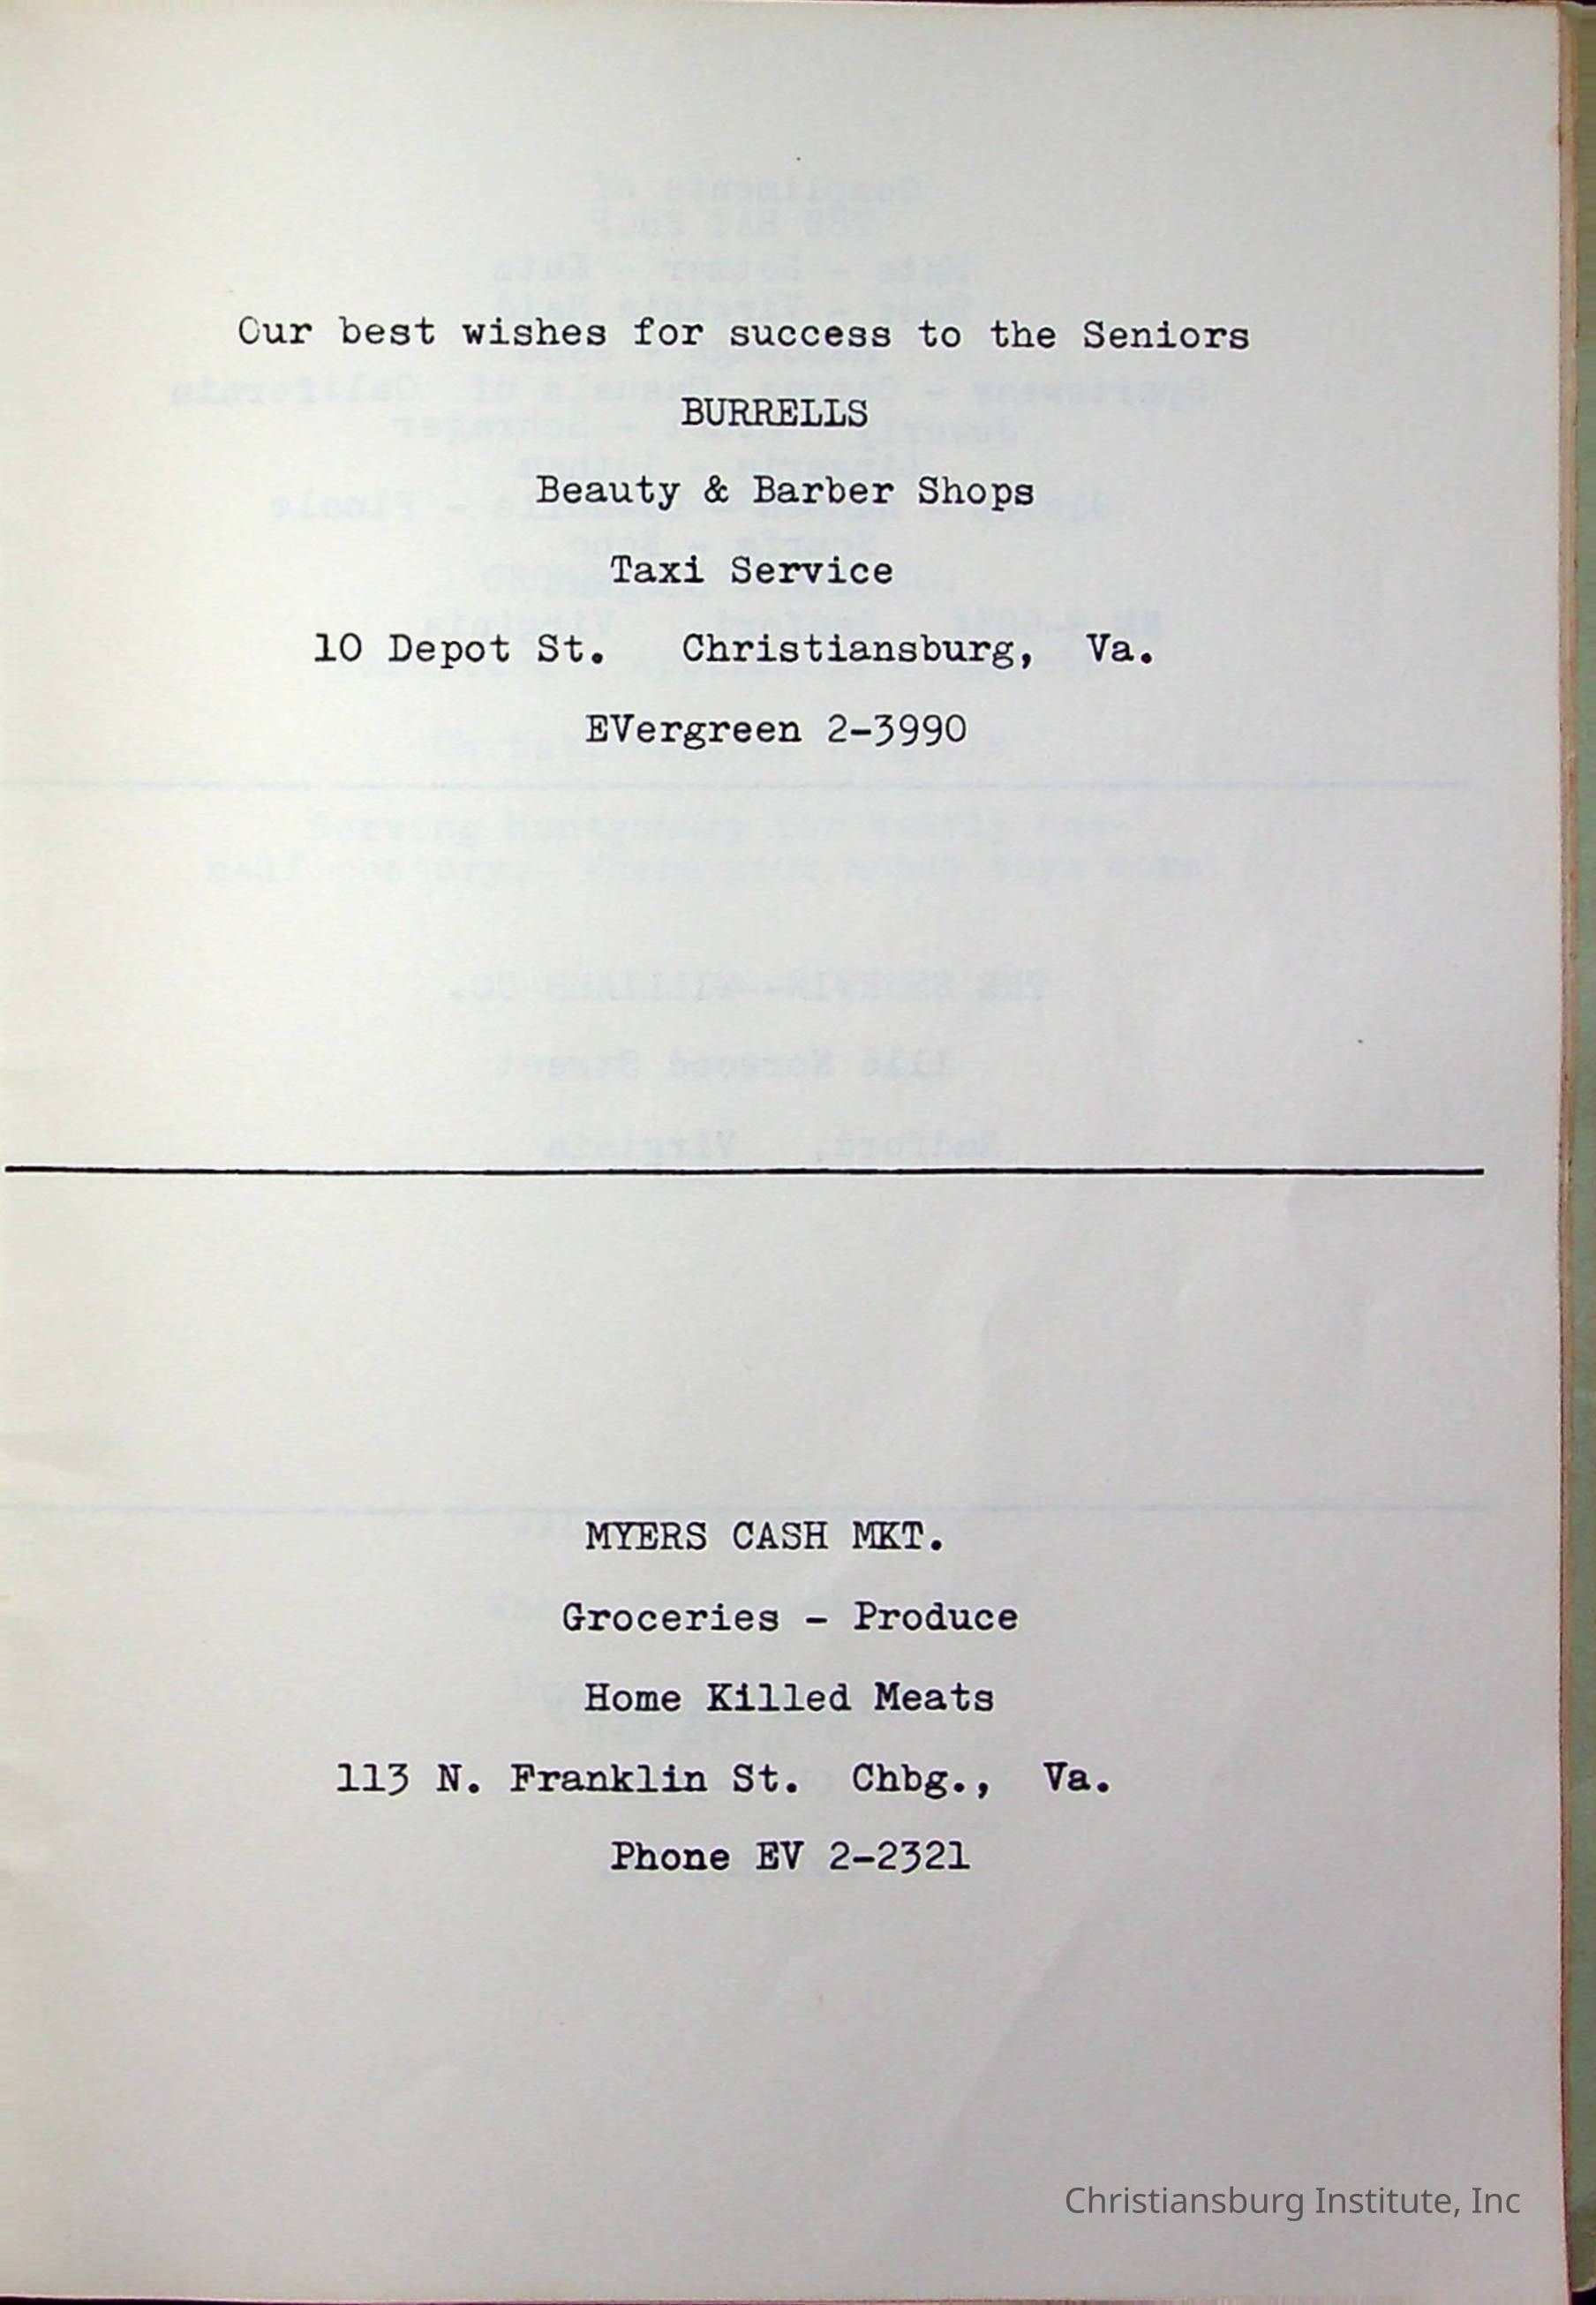 Our best wishes for success to the Seniors
BURRELLS
Beauty & Barber Shops
Taxi Service
10 Depot St. Christiansburg, Va.
EVergreen 2-3990
MYERS CASH MKT.
Groceries - Produce
Home Killed Meats
113 N. Franklin St. Chbg., Va.
Phone EV 2-2321
Christiansburg Institute, Inc